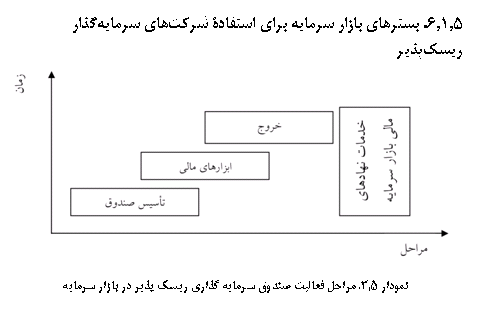 ۶٫۱٫۵. بسترهای بازار سرمایه برای استفادهٔ شرکت‌های سرمایه‌گذار
ریسک‌پذیر
زمان
خروج
ابزارهای مالی
تأسیس صندوق
خدمات نهادهای
مالی بازار سرمایه
مراحل
نمودار ۳٫۵. مراحل فعالیت صندوق سرمایه گذاری ریسک پذیر در بازار سرمایه